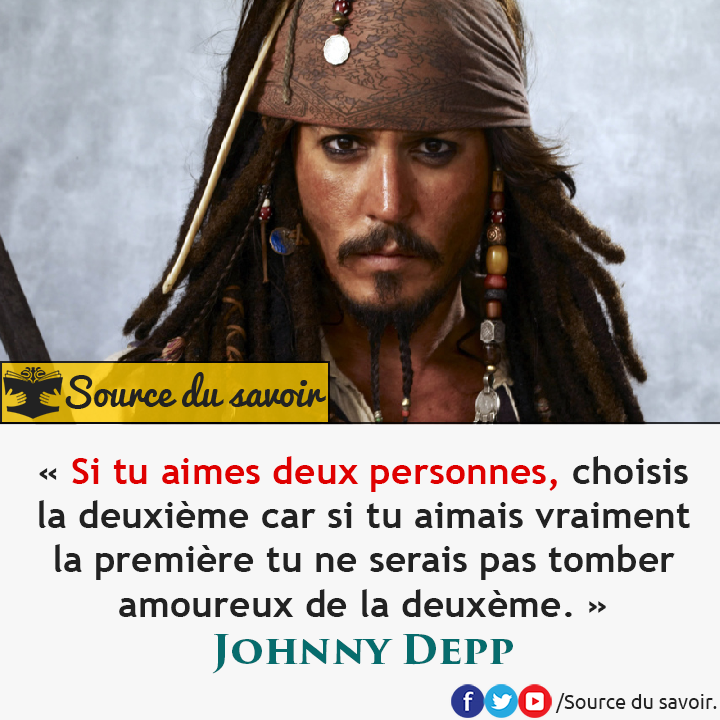 Source du savoir
« Si tu aimes deux personnes, choisis
la deuxième car si tu aimais vraiment
la première tu ne serais pas tomber
amoureux de la deuxème. »
JOHNNY DEPP
/Source du savoir.